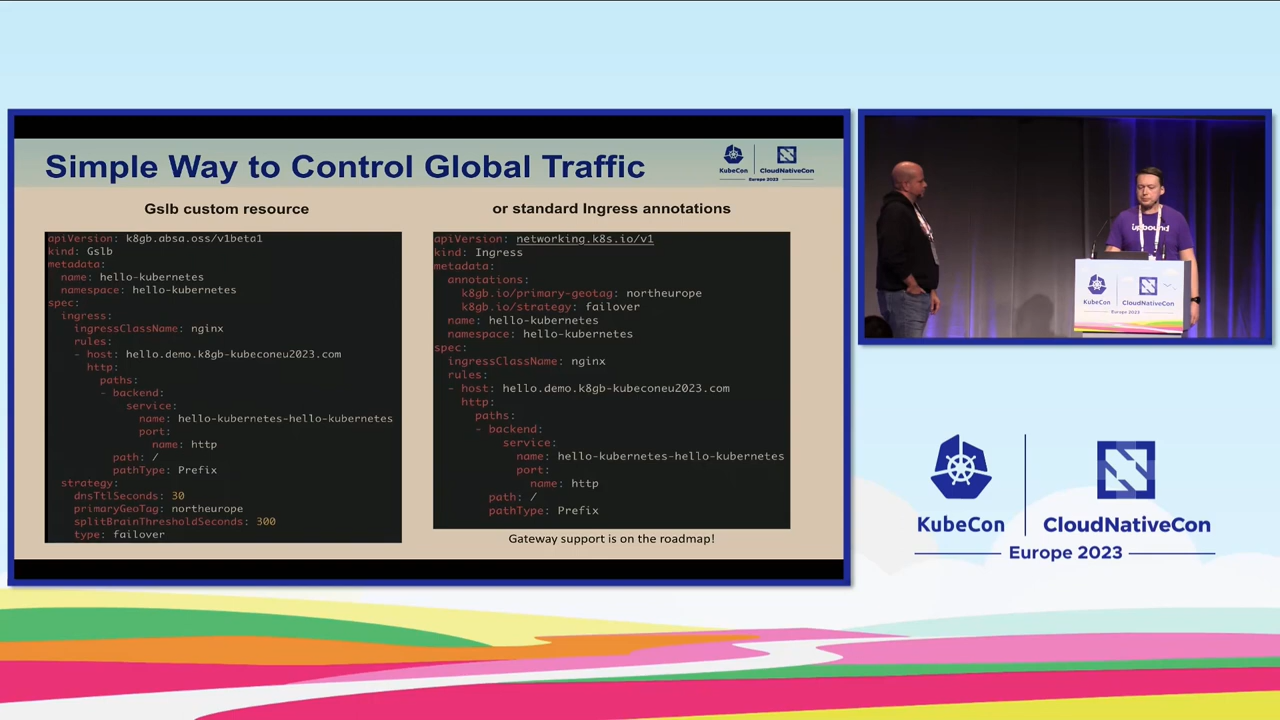 Simple Way to Control Global Traffic
KubeCon
CloudNativeCon
Europe 2023
Gslb custom resource
apiVersion: k8gb.absa.oss/v1beta1
kind: Gslb
metadata:
  name: hello-kubernetes
  namespace: hello-kubernetes
spec:
  ingress:
    ingressClassName: nginx
    rules:
    - host: hello.demo.k8gb-kubeconeu2023.com
      http:
        paths:
        - backend:
            service:
              name: hello-kubernetes-hello-kubernetes
              port:
                name: http
          path: /
          pathType: Prefix
  strategy:
    dnsTtlSeconds: 30
    primaryGeoTag: northeurope
    splitBrainThresholdSeconds: 300
    type: failover
or standard Ingress annotations
apiVersion: networking.k8s.io/v1
kind: Ingress
metadata:
  annotations:
    k8gb.io/primary-geotag: northeurope
    k8gb.io/strategy: failover
  name: hello-kubernetes
  namespace: hello-kubernetes
spec:
  ingressClassName: nginx
  rules:
  - host: hello.demo.k8gb-kubeconeu2023.com
    http:
      paths:
      - backend:
          service:
            name: hello-kubernetes-hello-kubernetes
            port:
              name: http
        path: /
        pathType: Prefix
Gateway support is on the roadmap!
upbound
KubeCon
CloudNativeCon
Europe 2023
KubeCon
CloudNativeCon
Europe 2023